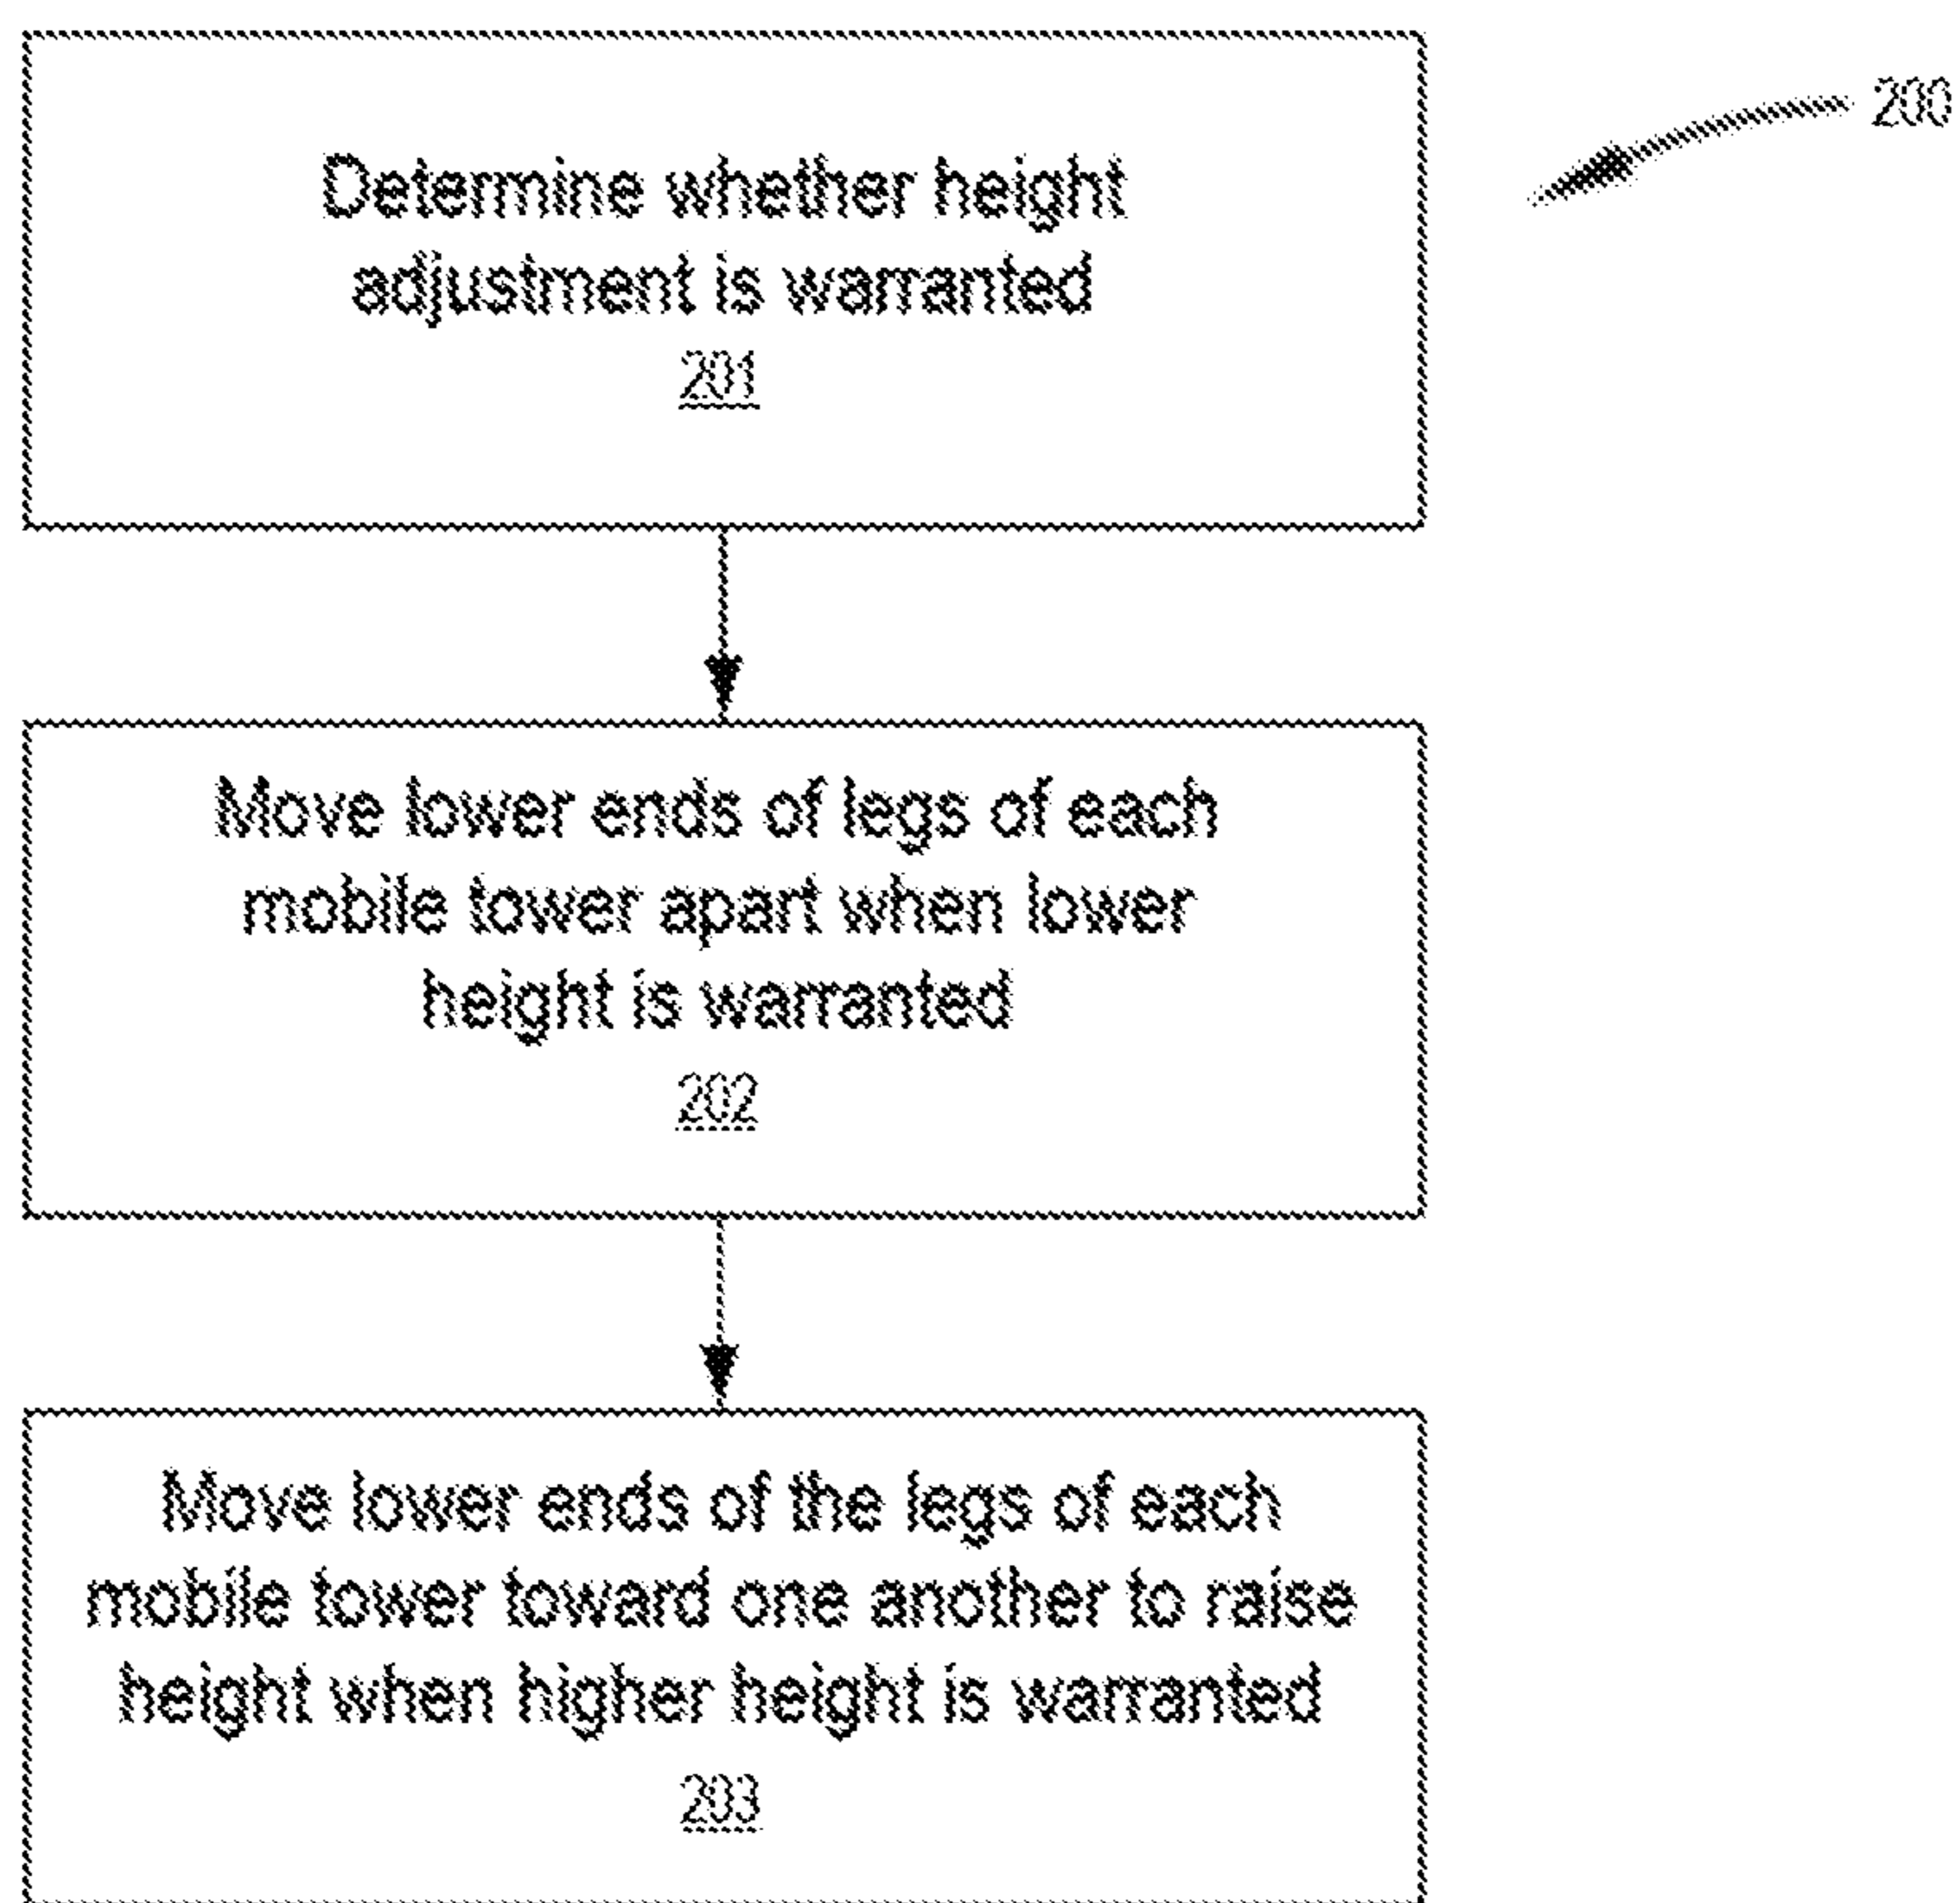 200
Determine whether height
adjustment is warranted
201
Move lower ends of legs of each
mobile tower apart when lower
height is warranted
202
Move lower ends of the legs of each
mobile tower toward one another to raise
height when higher height is warranted
203